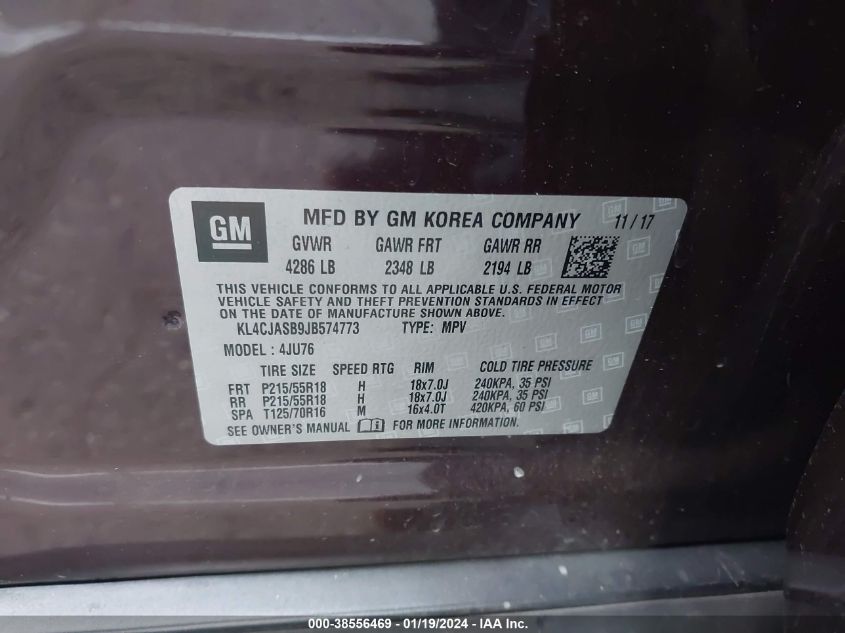 GM
MFD BY GM KOREA COMPANY 11/17
GVWR GAWR FRT GAWR RR
4286 LB 2348 LB 2194 LB
THIS VEHICLE CONFORMS TO ALL APPLICABLE U.S. FEDERAL MOTOR
VEHICLE SAFETY AND THEFT PREVENTION STANDARDS IN EFFECT
ON THE DATE OF MANUFACTURE SHOWN ABOVE.
KL4CJASB9JB574773 TYPE: MPV
MODEL : 4JU76
TIRE SIZE SPEED RTG RIM COLD TIRE PRESSURE
FRT P215/55R18 H 18x7.0J 240KPA, 35 PSI
RR P215/55R18 H 18x7.0J 240KPA, 35 PSI
SPA T125/70R16 M 16x4.0T 420KPA, 60 PSI
SEE OWNER'S MANUAL FOR MORE INFORMATION.
000-38556469 - 01/19/2024 - IAAI.com